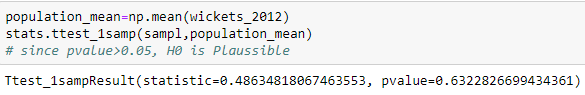 population_mean=np.mean(wickets_2012)
stats.ttest_1samp(sampl,population_mean)
# since pvalue>0.05, H0 is Plaussible
Ttest_1sampResult(statistic=0.48634818067463553, pvalue=0.6322826699434361)